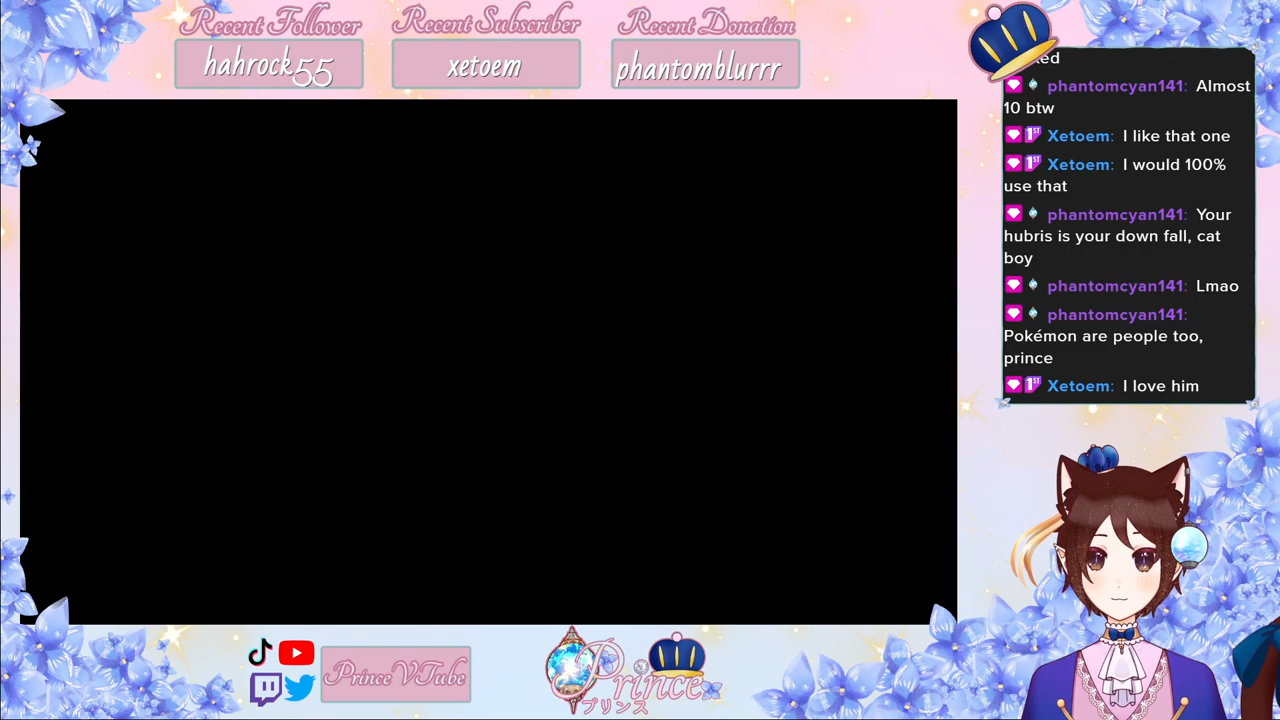 Recent Follower
Recent Subscriber
Recent Donation
hahrock55
xetoem
phantomblurrr
phantomcyan141: Almost
10 btw
Xetoem: I like that one
Xetoem: I would 100%
use that
phantomcyan141: Your
hubris is your down fall, cat
boy
phantomcyan141: Lmao
phantomcyan141:
Pokémon are people too,
prince
Xetoem: I love him
Prince VTube
Prince
プリンス